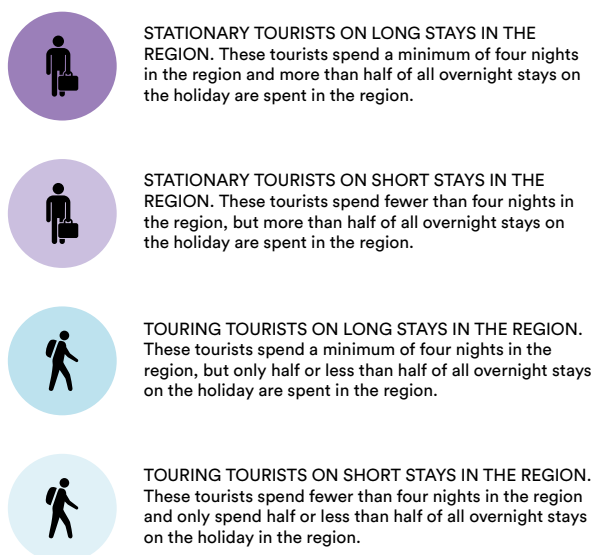 STATIONARY TOURISTS ON LONG STAYS IN THE
REGION. These tourists spend a minimum of four nights
in the region and more than half of all overnight stays on
the holiday are spent in the region.
STATIONARY TOURISTS ON SHORT STAYS IN THE
REGION. These tourists spend fewer than four nights in
the region, but more than half of all overnight stays on
the holiday are spent in the region.
TOURING TOURISTS ON LONG STAYS IN THE REGION.
These tourists spend a minimum of four nights in the
region, but only half or less than half of all overnight stays
on the holiday are spent in the region.
TOURING TOURISTS ON SHORT STAYS IN THE REGION.
These tourists spend fewer than four nights in the region
and only spend half or less than half of all overnight stays
on the holiday in the region.